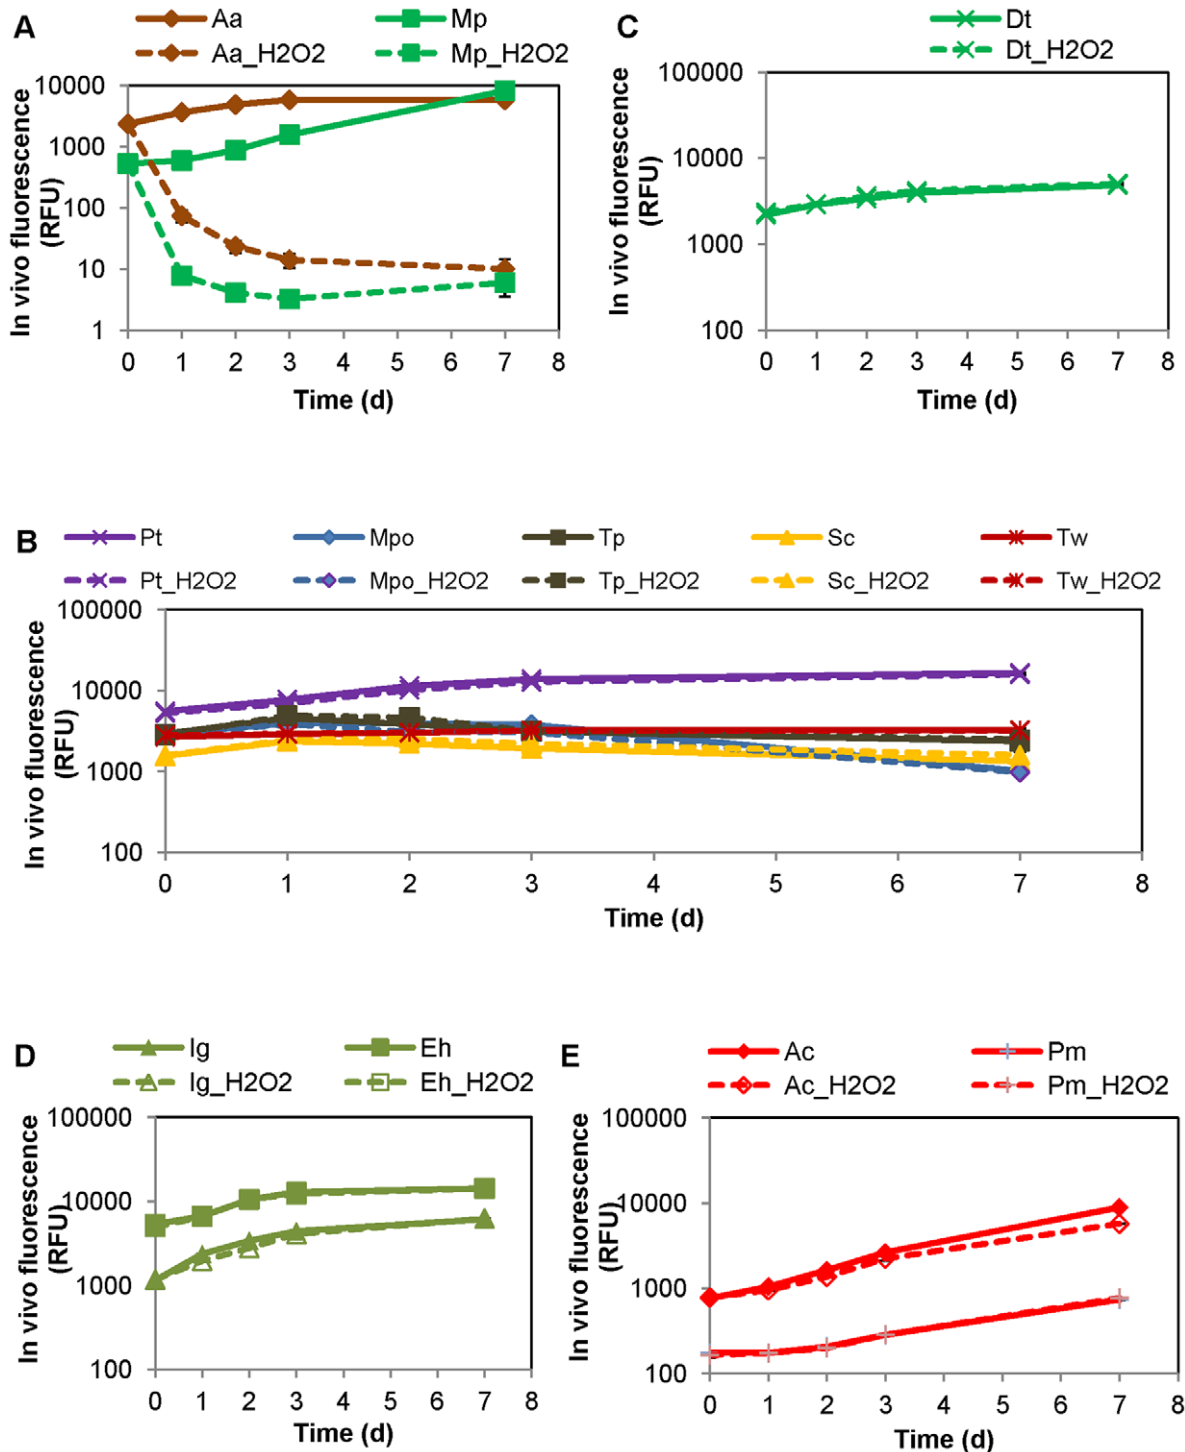 A
Aa
Mp
Aa_H2O2
Mp_H2O2
10000
1000
100
10
1
In vivo fluorescence
(RFU)
0 1 2 3 4 5 6 7 8
Time (d)
C
Dt
Dt_H2O2
100000
10000
1000
100
In vivo fluorescence
(RFU)
0 1 2 3 4 5 6 7 8
Time (d)
B
Pt Mpo Tp Sc Tw
Pt_H2O2 Mpo_H2O2 Tp_H2O2 Sc_H2O2 Tw_H2O2
100000
10000
1000
100
In vivo fluorescence
(RFU)
0 1 2 3 4 5 6 7 8
Time (d)
D
Ig Eh
Ig_H2O2 Eh_H2O2
100000
10000
1000
100
In vivo fluorescence
(RFU)
0 1 2 3 4 5 6 7 8
Time (d)
E
Ac Pm
Ac_H2O2 Pm_H2O2
100000
10000
1000
100
In vivo fluorescence
(RFU)
0 1 2 3 4 5 6 7 8
Time (d)